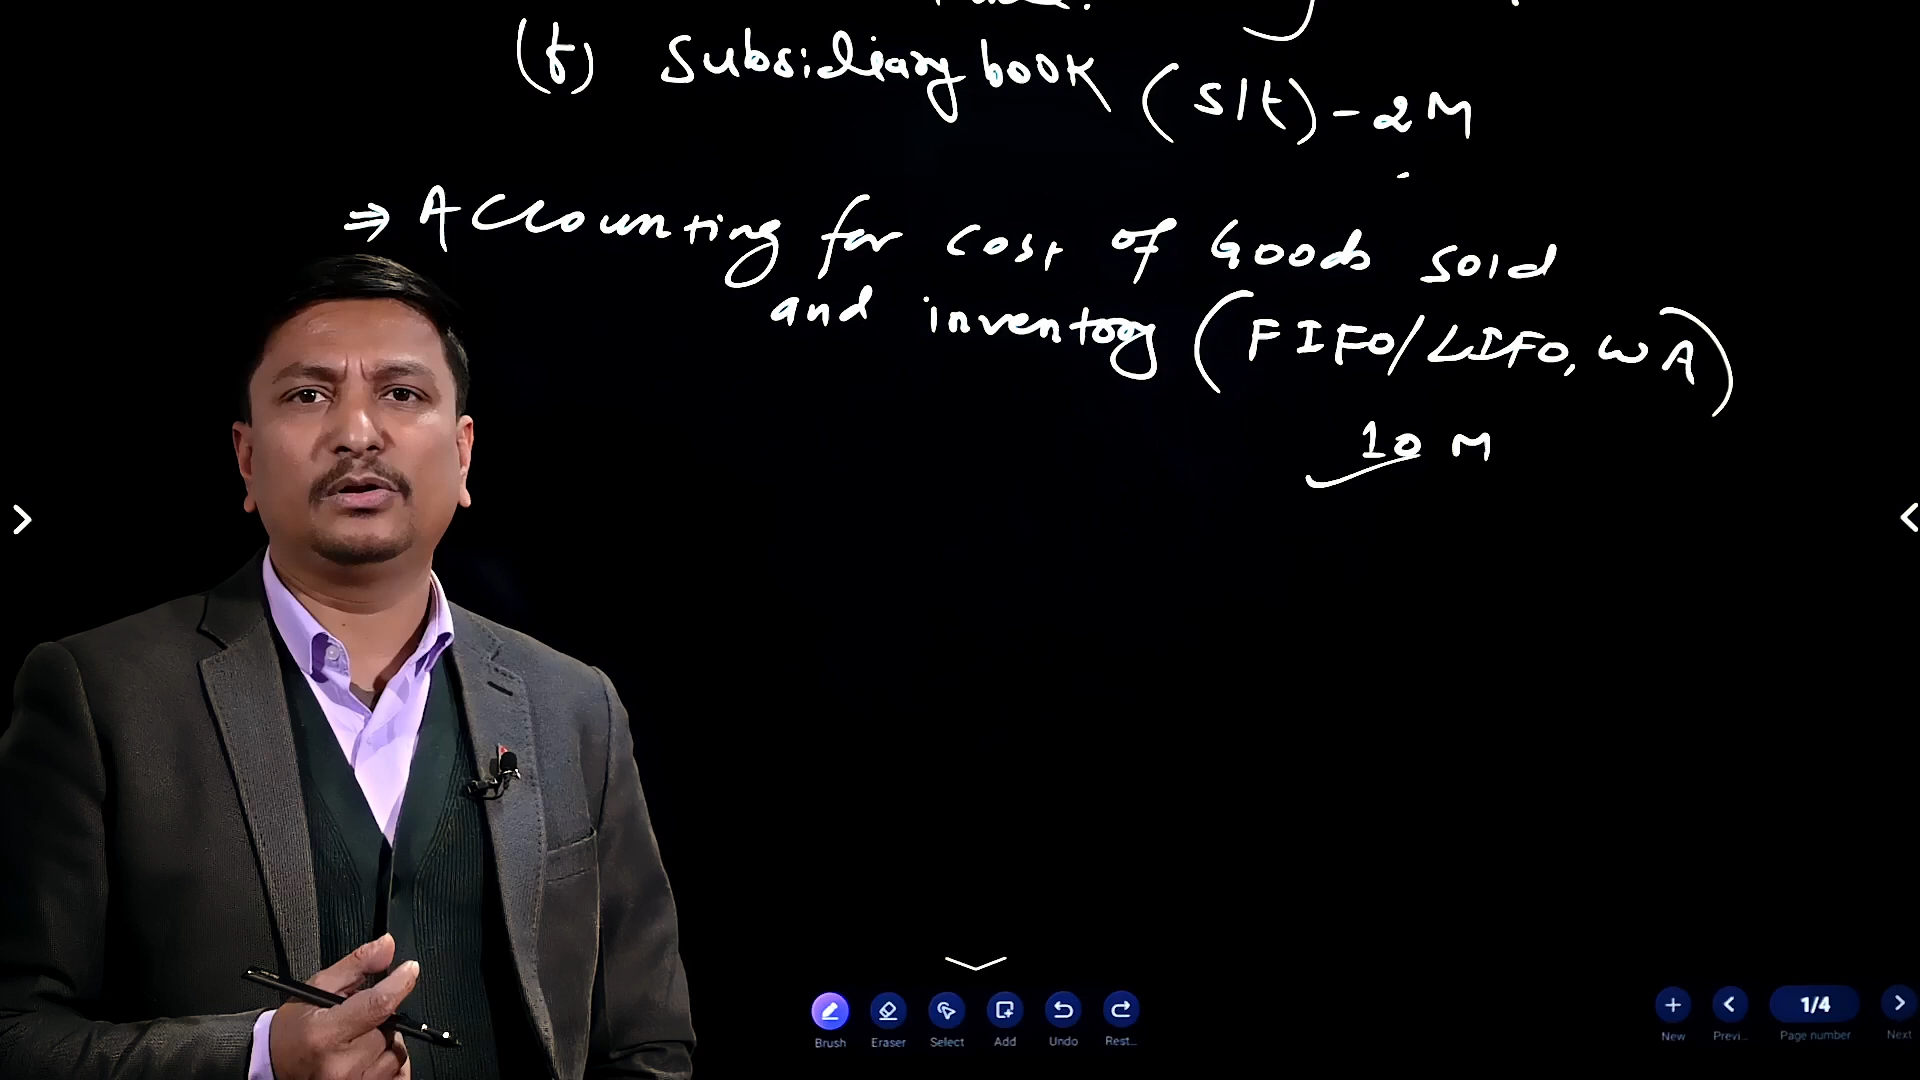 (f) Subsidiary book (S/t) - 2 M
⇒ Accounting for cost of Goods sold
and inventory (FIFO/LIFO, WA)
10 M
Brush
Eraser
Select
Add
Undo
Rest...
New
Previ...
1/4
Page number
Next